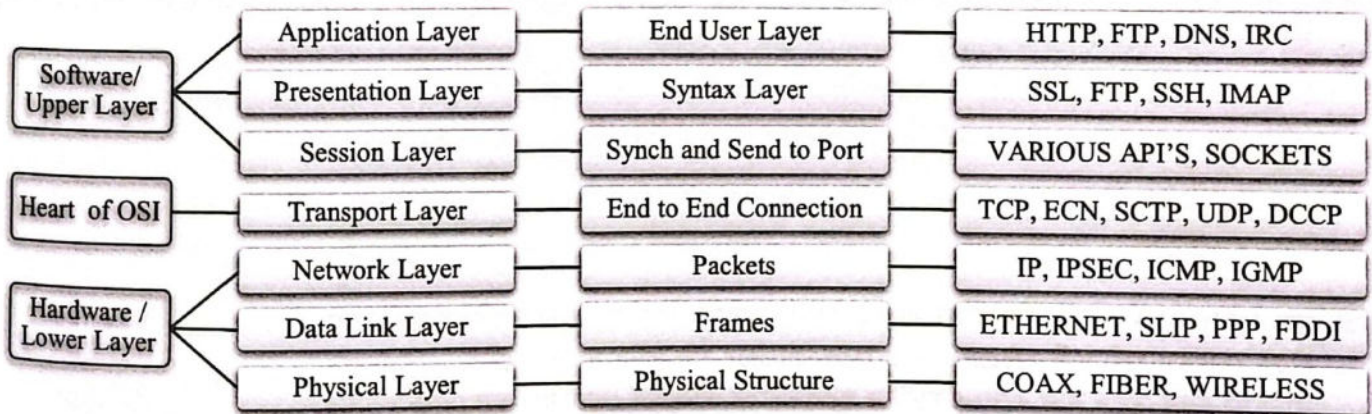 Application Layer End User Layer HTTP, FTP, DNS, IRC
Software/
Upper Layer
Presentation Layer Syntax Layer SSL, FTP, SSH, IMAP
Session Layer Synch and Send to Port VARIOUS API'S, SOCKETS
Heart of OSI Transport Layer End to End Connection TCP, ECN, SCTP, UDP, DCCP
Network Layer Packets IP, IPSEC, ICMP, IGMP
Hardware /
Lower Layer
Data Link Layer Frames ETHERNET, SLIP, PPP, FDDI
Physical Layer Physical Structure COAX, FIBER, WIRELESS